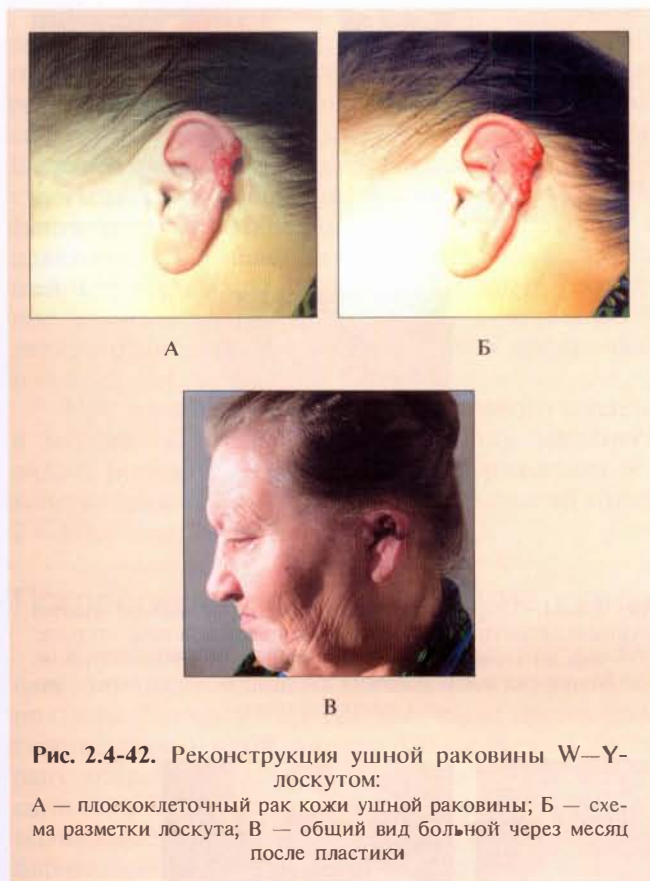 А
Б
В
Рис. 2.4-42. Реконструкция ушной раковины W—Y-
лоскутом:
А — плоскоклеточный рак кожи ушной раковины; Б — схе-
ма разметки лоскута; В — общий вид больной через месяц
после пластики